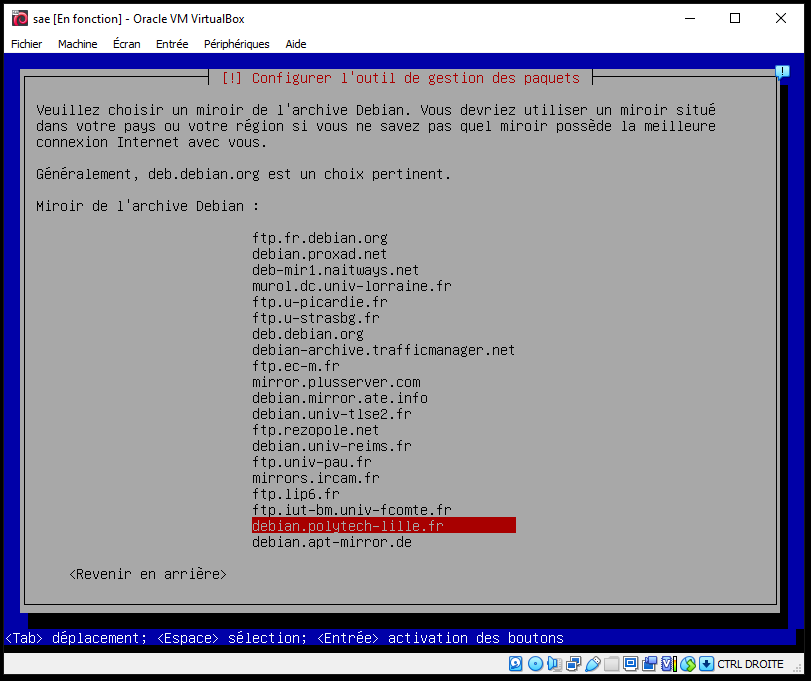 sae [En fonction] - Oracle VM VirtualBox
Fichier Machine Écran Entrée Périphériques Aide
[!] Configurer l'outil de gestion des paquets
Veuillez choisir un miroir de l'archive Debian. Vous devriez utiliser un miroir situé
dans votre pays ou votre région si vous ne savez pas quel miroir possède la meilleure
connexion Internet avec vous.
Généralement, deb.debian.org est un choix pertinent.
Miroir de l'archive Debian :
ftp.fr.debian.org
debian.proxad.net
deb-mir1.naitways.net
murol.dc.univ-lorraine.fr
ftp.u-picardie.fr
ftp.u-strasbg.fr
deb.debian.org
debian-archive.trafficmanager.net
ftp.ec-m.fr
mirror.plusserver.com
debian.mirror.ate.info
debian.univ-tlse2.fr
ftp.rezopole.net
debian.univ-reims.fr
ftp.univ-pau.fr
mirrors.ircam.fr
ftp.lip6.fr
ftp.iut-bm.univ-fcomte.fr
debian.polytech-lille.fr
debian.apt-mirror.de
<Revenir en arrière>
<Tab> déplacement; <Espace> sélection; <Entrée> activation des boutons
CTRL DROITE